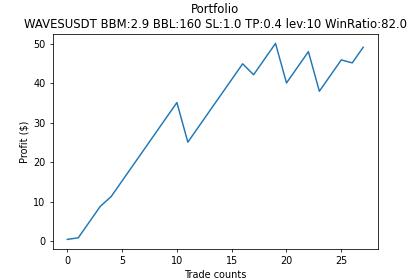 Portfolio
WAVESUSDT BBM:2.9 BBL:160 SL:1.0 TP:0.4 lev:10 WinRatio:82.0
50
40
30
20
10
0
Profit ($)
0 5 10 15 20 25
Trade counts